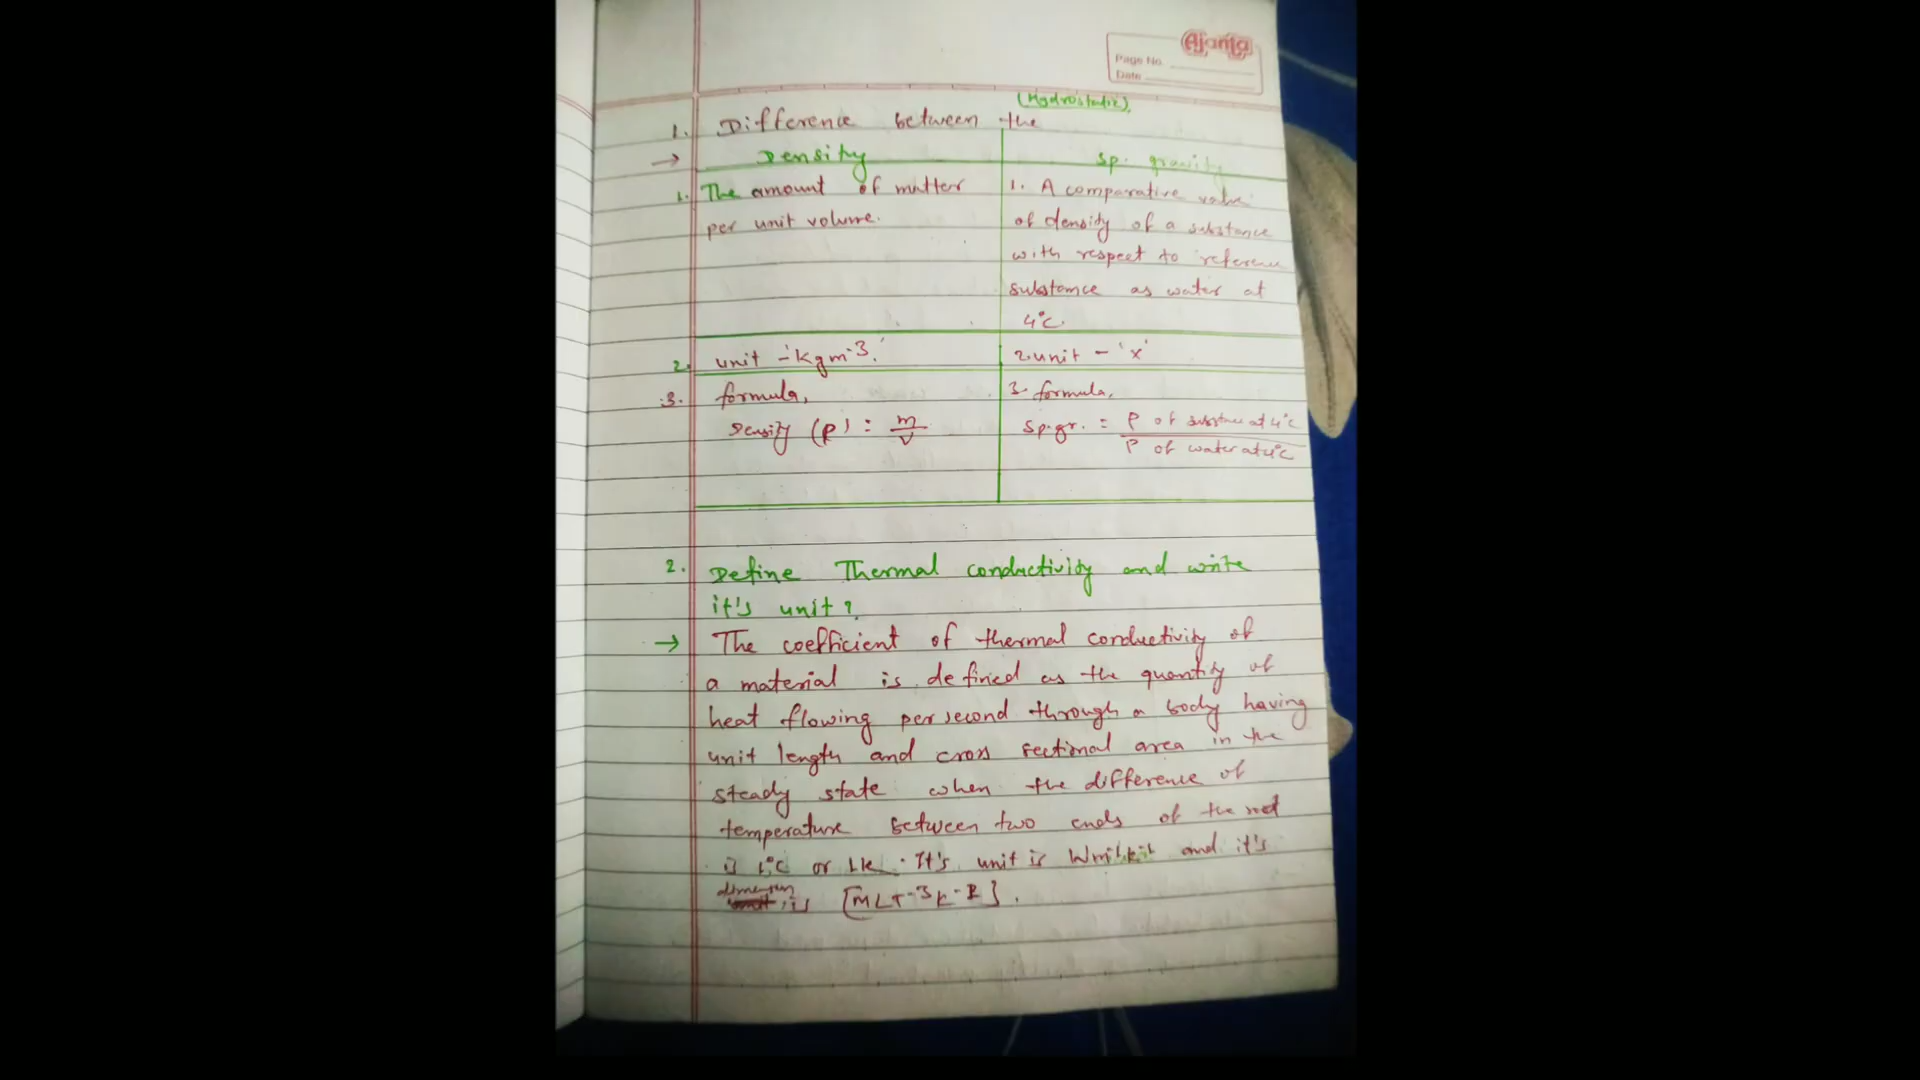 Ajanta
Page No.
Date
(Hydrostatic).
1. Difference between the
→ Density
sp. gravity
1. The amount of matter
per unit volume.
1. A comparative value
of density of a substance
with respect to reference
substance as water at
4°C.
2. unit - 'kgm-3.'
2. unit - 'x'
3. formula,
Density (ρ) = m/V
3. formula,
Sp.gr. = ρ of substance at 4°C
ρ of water at 4°C
2. Define Thermal conductivity and write
it's unit?
→ The coefficient of thermal conductivity of
a material is defined as the quantity of
heat flowing per second through a body having
unit length and cross sectional area in the
steady state when the difference of
temperature between two ends of the rod
is 1°C or 1k. It's unit is and it's
dimension is [MLT-3K-1].